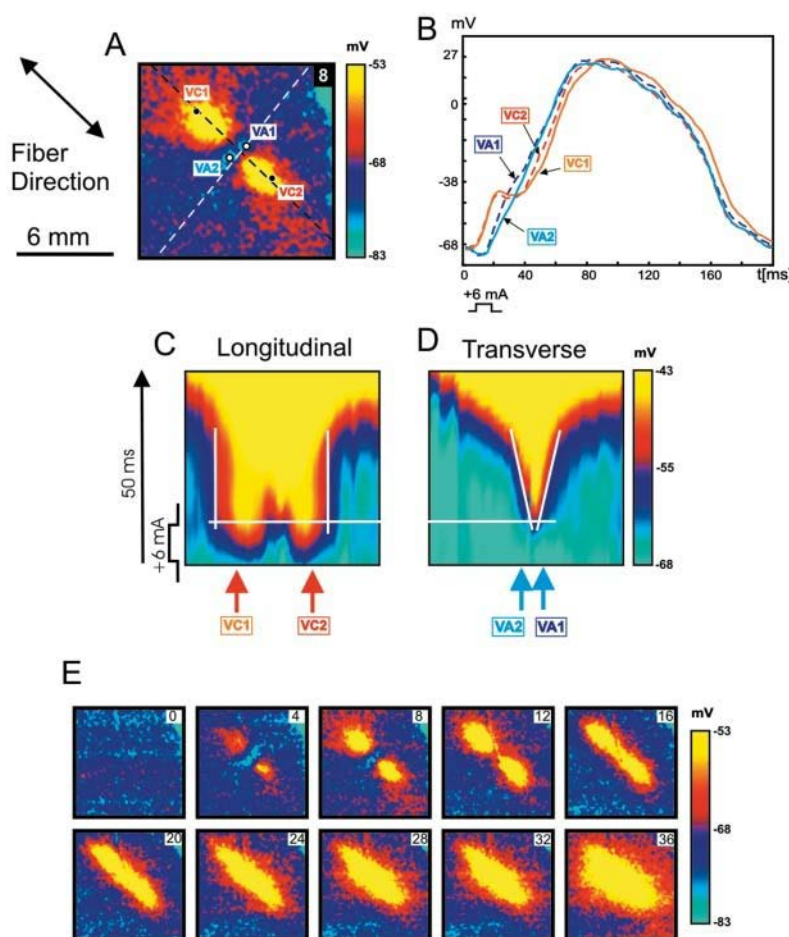 A
mV
8
-53
-68
-83
VC1
VA1
VA2
VC2
Fiber
Direction
6 mm
B
mV
27
0
-38
-68
VA1
VC2
VC1
VA2
0
40
80
120
160
t[ms]
+6 mA
C
Longitudinal
D
Transverse
mV
-43
-55
-68
50 ms
+6 mA
VC1
VC2
VA2
VA1
E
0
4
8
12
16
mV
-53
-68
-83
20
24
28
32
36